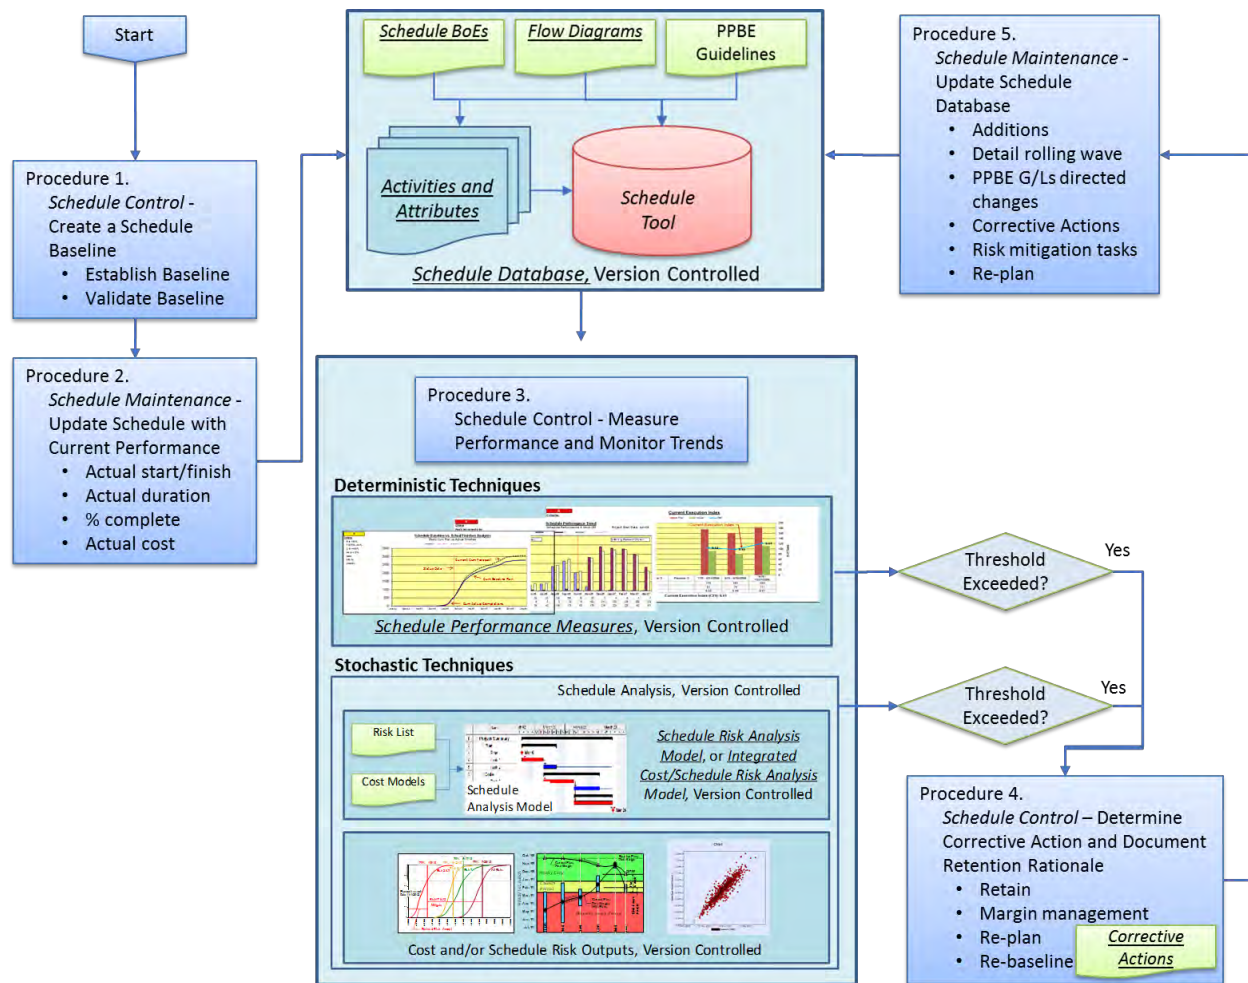 Start
Procedure 1.
Schedule Control -
Create a Schedule
Baseline
• Establish Baseline
• Validate Baseline
Procedure 2.
Schedule Maintenance -
Update Schedule with
Current Performance
• Actual start/finish
• Actual duration
• % complete
• Actual cost
Schedule BoEs
Flow Diagrams
PPBE
Guidelines
Activities and
Attributes
Schedule
Tool
Schedule Database, Version Controlled
Procedure 5.
Schedule Maintenance -
Update Schedule
Database
• Additions
• Detail rolling wave
• PPBE G/Ls directed
changes
• Corrective Actions
• Risk mitigation tasks
• Re-plan
Procedure 3.
Schedule Control - Measure
Performance and Monitor Trends
Deterministic Techniques
Current Execution Index
Schedule Performance Measures, Version Controlled
Threshold
Exceeded?
Yes
Stochastic Techniques
Schedule Analysis, Version Controlled
Risk List
Cost Models
Schedule
Analysis Model
Schedule Risk Analysis
Model, or Integrated
Cost/Schedule Risk Analysis
Model, Version Controlled
Threshold
Exceeded?
Yes
Cost and/or Schedule Risk Outputs, Version Controlled
Procedure 4.
Schedule Control – Determine
Corrective Action and Document
Retention Rationale
• Retain
• Margin management
• Re-plan
• Re-baseline
Corrective
Actions